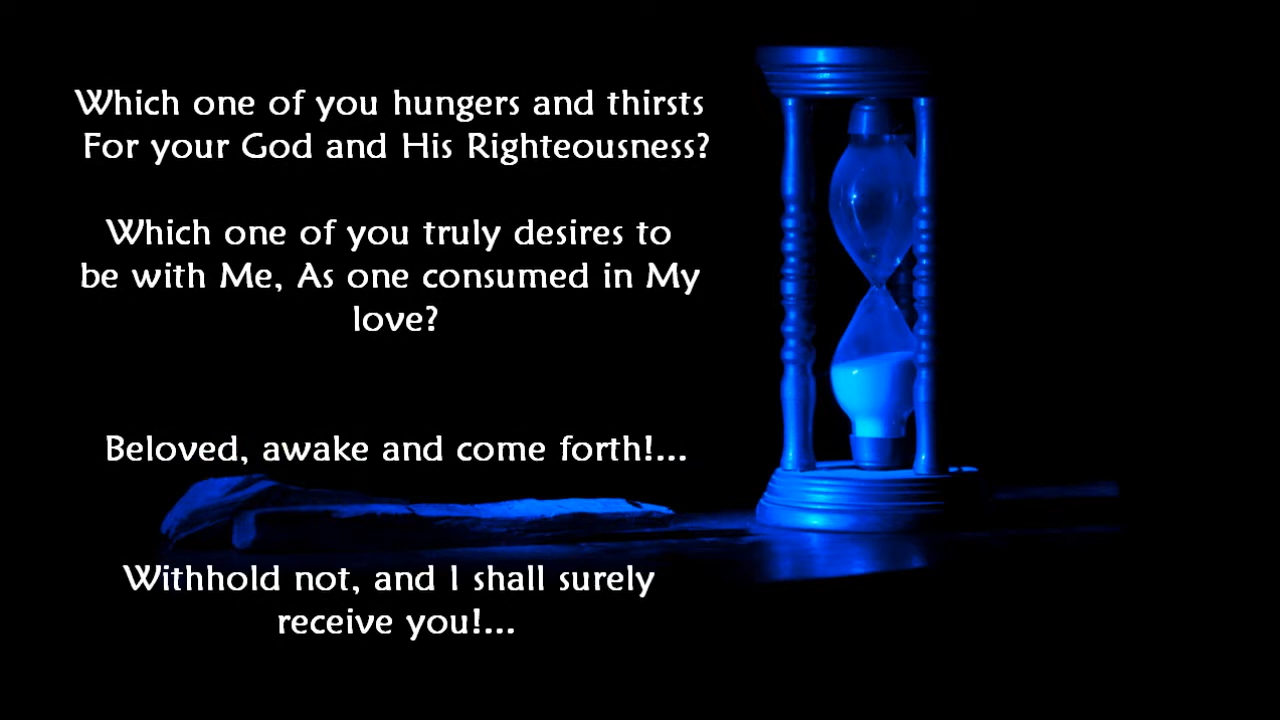 Which one of you hungers and thirsts
For your God and His Righteousness?
Which one of you truly desires to
be with Me, As one consumed in My
love?
Beloved, awake and come forth!...
Withhold not, and I shall surely
receive you!...